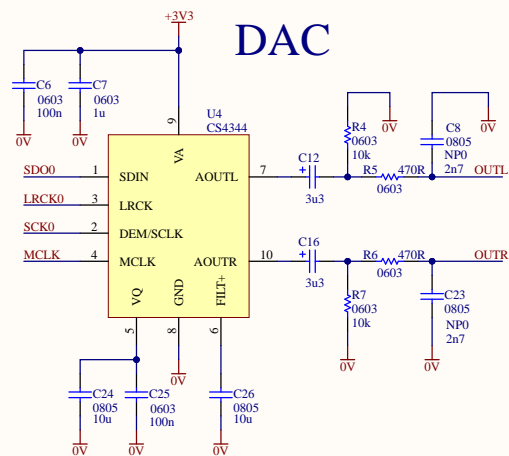 +3V3
DAC
C6
0603
100n
C7
0603
1u
0V
0V
U4
CS4344
9
VA
SDO0
1
SDIN
LRCK0
3
LRCK
SCK0
2
DEM/SCLK
MCLK
4
MCLK
AOUTL
7
AOUTR
10
VQ
GND
FILT+
5
8
6
C12
+
3u3
R4
0603
10k
0V
R5
470R
0603
C8
0805
NP0
2n7
0V
OUTL
C16
+
3u3
R6
470R
0603
OUTR
R7
0603
10k
0V
C23
0805
NP0
2n7
0V
0V
C24
0805
10u
0V
C25
0603
100n
0V
C26
0805
10u
0V